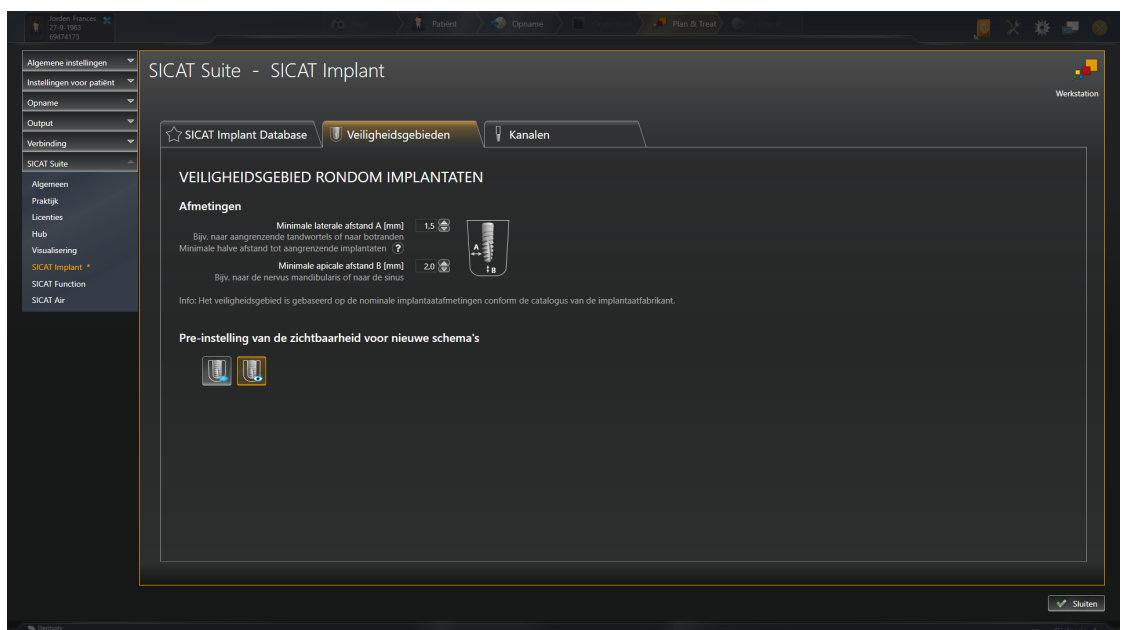 Jorden Frances
27-9-1963
69474173
Patiënt
Opname
Plan & Treat
Algemene instellingen
Instellingen voor patiënt
Opname
Output
Verbinding
SICAT Suite
Algemeen
Praktijk
Licenties
Hub
Visualisering
SICAT Implant *
SICAT Function
SICAT Air
SICAT Suite - SICAT Implant
Werkstation
SICAT Implant Database
Veiligheidsgebieden
Kanalen
VEILIGHEIDSGEBIED RONDOM IMPLANTATEN
Afmetingen
Minimale laterale afstand A [mm] 1.5
Bijv. naar aangrenzende tandwortels of naar botranden
Minimale halve afstand tot aangrenzende implantaten ?
A
Minimale apicale afstand B [mm] 2.0
B
Bijv. naar de nervus mandibularis of naar de sinus
Info: Het veiligheidsgebied is gebaseerd op de nominale implantaatafmetingen conform de catalogus van de implantaatfabrikant.
Pre-instelling van de zichtbaarheid voor nieuwe schema's
Sluiten
Dentsply